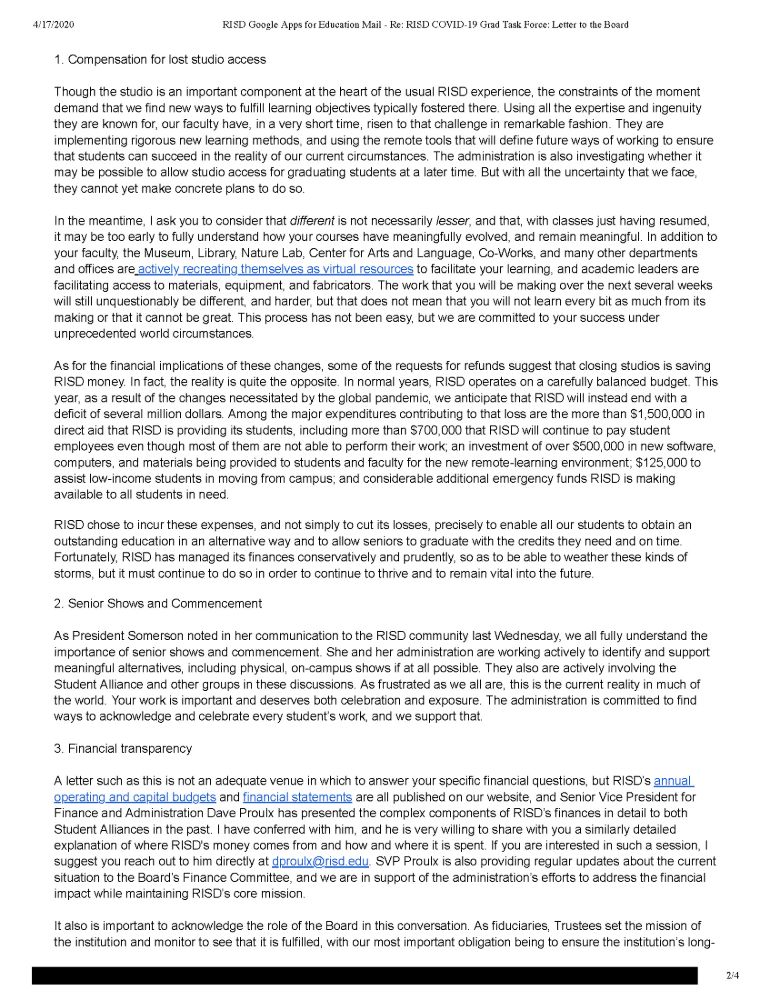 4/17/2020 RISD Google Apps for Education Mail - Re: RISD COVID-19 Grad Task Force: Letter to the Board
1. Compensation for lost studio access
Though the studio is an important component at the heart of the usual RISD experience, the constraints of the moment
demand that we find new ways to fulfill learning objectives typically fostered there. Using all the expertise and ingenuity
they are known for, our faculty have, in a very short time, risen to that challenge in remarkable fashion. They are
implementing rigorous new learning methods, and using the remote tools that will define future ways of working to ensure
that students can succeed in the reality of our current circumstances. The administration is also investigating whether it
may be possible to allow studio access for graduating students at a later time. But with all the uncertainty that we face,
they cannot yet make concrete plans to do so.
In the meantime, I ask you to consider that different is not necessarily lesser, and that, with classes just having resumed,
it may be too early to fully understand how your courses have meaningfully evolved, and remain meaningful. In addition to
your faculty, the Museum, Library, Nature Lab, Center for Arts and Language, Co-Works, and many other departments
and offices are actively recreating themselves as virtual resources to facilitate your learning, and academic leaders are
facilitating access to materials, equipment, and fabricators. The work that you will be making over the next several weeks
will still unquestionably be different, and harder, but that does not mean that you will not learn every bit as much from its
making or that it cannot be great. This process has not been easy, but we are committed to your success under
unprecedented world circumstances.
As for the financial implications of these changes, some of the requests for refunds suggest that closing studios is saving
RISD money. In fact, the reality is quite the opposite. In normal years, RISD operates on a carefully balanced budget. This
year, as a result of the changes necessitated by the global pandemic, we anticipate that RISD will instead end with a
deficit of several million dollars. Among the major expenditures contributing to that loss are the more than $1,500,000 in
direct aid that RISD is providing its students, including more than $700,000 that RISD will continue to pay student
employees even though most of them are not able to perform their work; an investment of over $500,000 in new software,
computers, and materials being provided to students and faculty for the new remote-learning environment; $125,000 to
assist low-income students in moving from campus; and considerable additional emergency funds RISD is making
available to all students in need.
RISD chose to incur these expenses, and not simply to cut its losses, precisely to enable all our students to obtain an
outstanding education in an alternative way and to allow seniors to graduate with the credits they need and on time.
Fortunately, RISD has managed its finances conservatively and prudently, so as to be able to weather these kinds of
storms, but it must continue to do so in order to continue to thrive and to remain vital into the future.
2. Senior Shows and Commencement
As President Somerson noted in her communication to the RISD community last Wednesday, we all fully understand the
importance of senior shows and commencement. She and her administration are working actively to identify and support
meaningful alternatives, including physical, on-campus shows if at all possible. They also are actively involving the
Student Alliance and other groups in these discussions. As frustrated as we all are, this is the current reality in much of
the world. Your work is important and deserves both celebration and exposure. The administration is committed to find
ways to acknowledge and celebrate every student's work, and we support that.
3. Financial transparency
A letter such as this is not an adequate venue in which to answer your specific financial questions, but RISD's annual
operating and capital budgets and financial statements are all published on our website, and Senior Vice President for
Finance and Administration Dave Proulx has presented the complex components of RISD's finances in detail to both
Student Alliances in the past. I have conferred with him, and he is very willing to share with you a similarly detailed
explanation of where RISD's money comes from and how and where it is spent. If you are interested in such a session, I
suggest you reach out to him directly at dproulx@risd.edu. SVP Proulx is also providing regular updates about the current
situation to the Board's Finance Committee, and we are in support of the administration's efforts to address the financial
impact while maintaining RISD's core mission.
It also is important to acknowledge the role of the Board in this conversation. As fiduciaries, Trustees set the mission of
the institution and monitor to see that it is fulfilled, with our most important obligation being to ensure the institution's long-
2/4